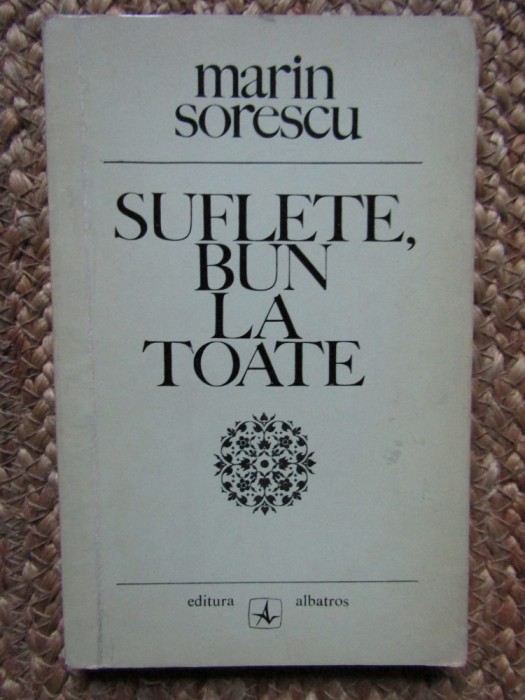 marin
sorescu
SUFLETE,
BUN
LA
TOATE
editura albatros